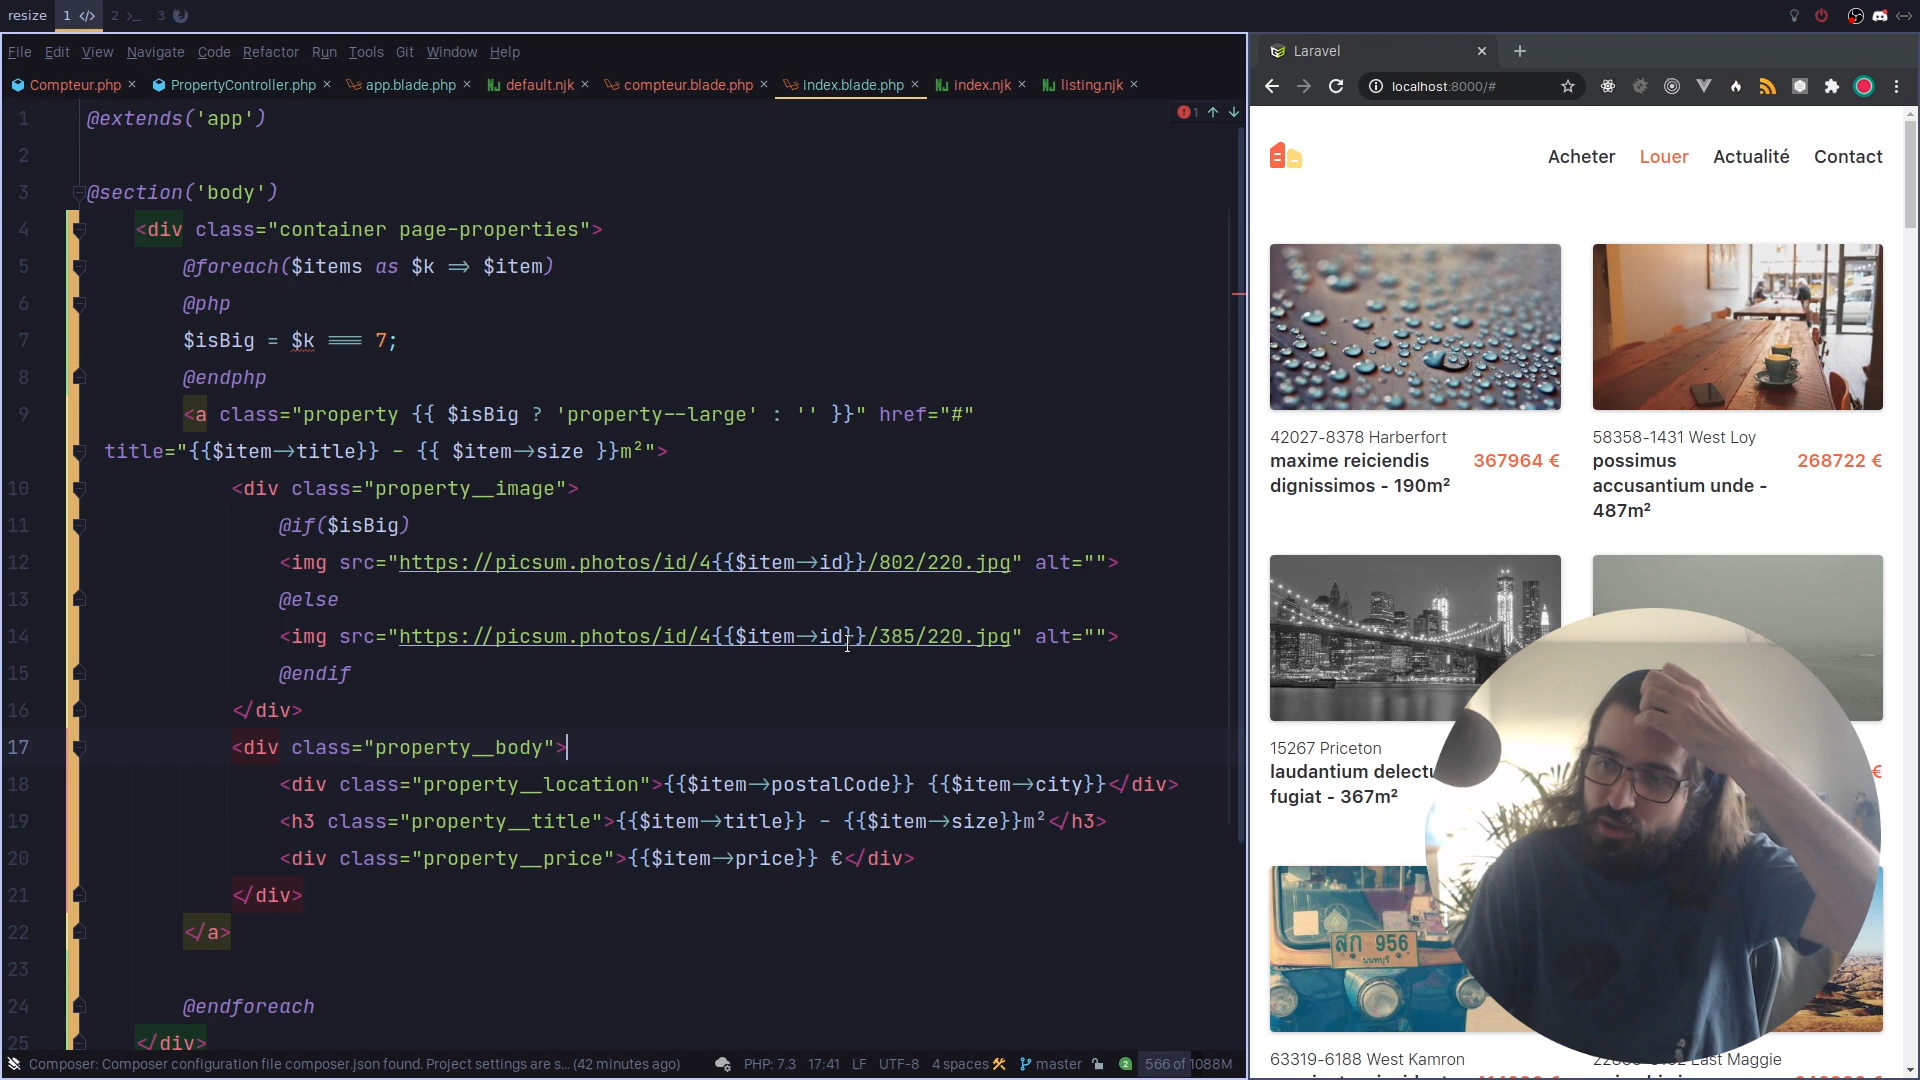 resize 1 </> 2 >_ 3
File Edit View Navigate Code Refactor Run Tools Git Window Help
Compteur.php PropertyController.php app.blade.php default.njk compteur.blade.php index.blade.php index.njk listing.njk
1 @extends('app')
2
3 @section('body')
4 <div class="container page-properties">
5 @foreach($items as $k => $item)
6 @php
7 $isBig = $k === 7;
8 @endphp
9 <a class="property {{ $isBig ? 'property--large' : '' }}" href="#"
title="{{$item->title}} - {{ $item->size }}m²">
10 <div class="property__image">
11 @if($isBig)
12 <img src="https://picsum.photos/id/4{{$item->id}}/802/220.jpg" alt="">
13 @else
14 <img src="https://picsum.photos/id/4{{$item->id}}/385/220.jpg" alt="">
15 @endif
16 </div>
17 <div class="property__body">
18 <div class="property__location">{{$item->postalCode}} {{$item->city}}</div>
19 <h3 class="property__title">{{$item->title}} - {{$item->size}}m²</h3>
20 <div class="property__price">{{$item->price}} €</div>
21 </div>
22 </a>
23
24 @endforeach
25 </div>
1
Composer: Composer configuration file composer.json found. Project settings are s... (42 minutes ago) PHP: 7.3 17:41 LF UTF-8 4 spaces master 2 566 of 1088M
Laravel
localhost:8000/#
Acheter Louer Actualité Contact
42027-8378 Harberfort
maxime reiciendis
dignissimos - 190m²
367964 €
58358-1431 West Loy
possimus
accusantium unde -
487m²
268722 €
15267 Priceton
laudantium delectu
fugiat - 367m²
€
สก 956
63319-6188 West Kamron
East Maggie